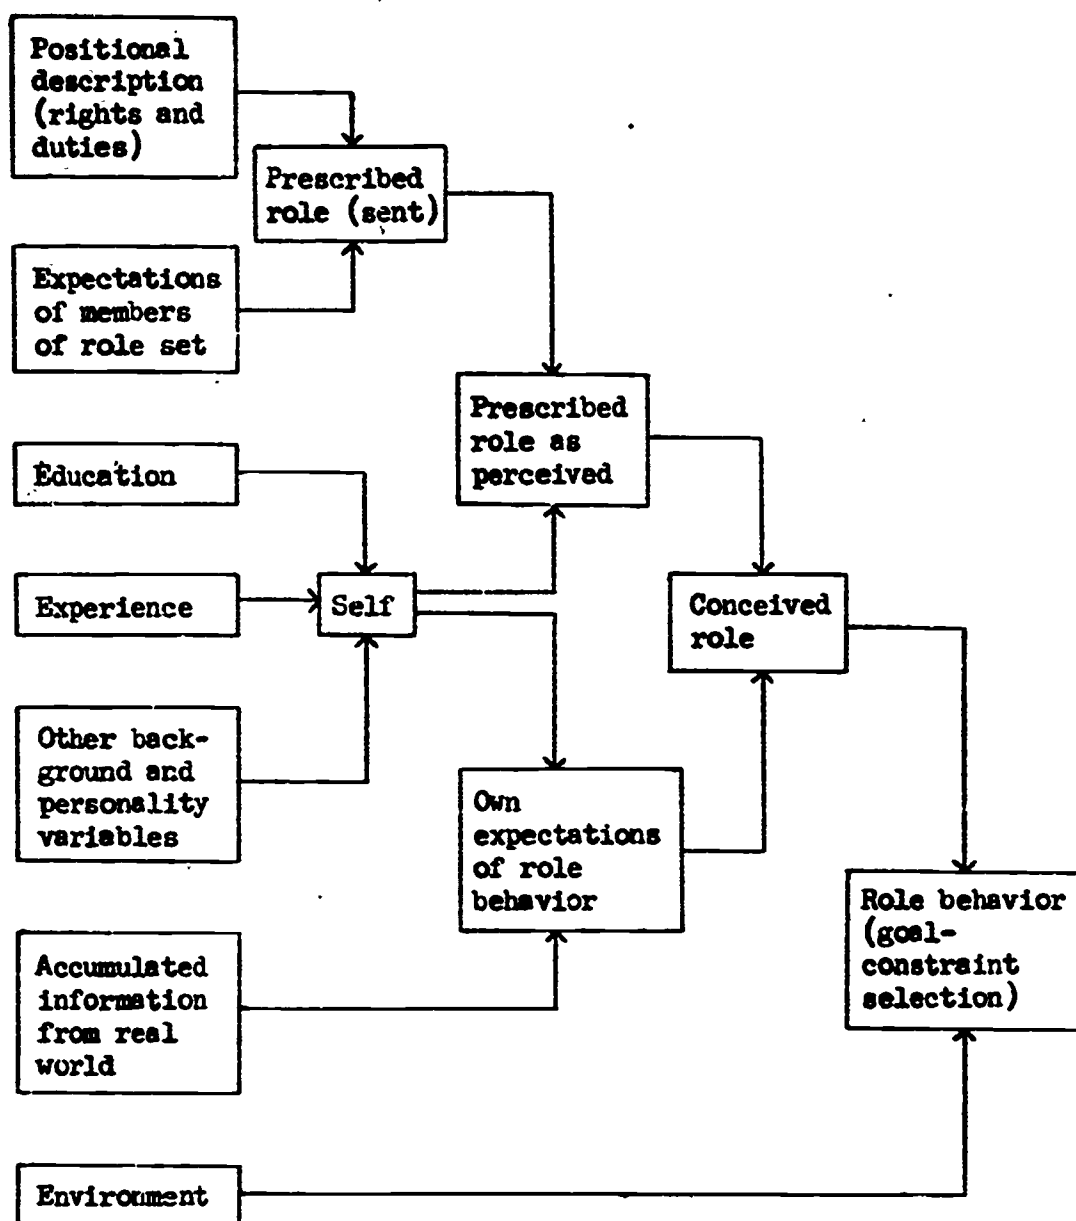 Positional
description
(rights and
duties)
Prescribed
role (sent)
Expectations
of members
of role set
Prescribed
role as
perceived
Education
Experience
Self
Conceived
role
Other back-
ground and
personality
variables
Own
expectations
of role
behavior
Role behavior
(goal-
constraint
selection)
Accumulated
information
from real
world
Environment